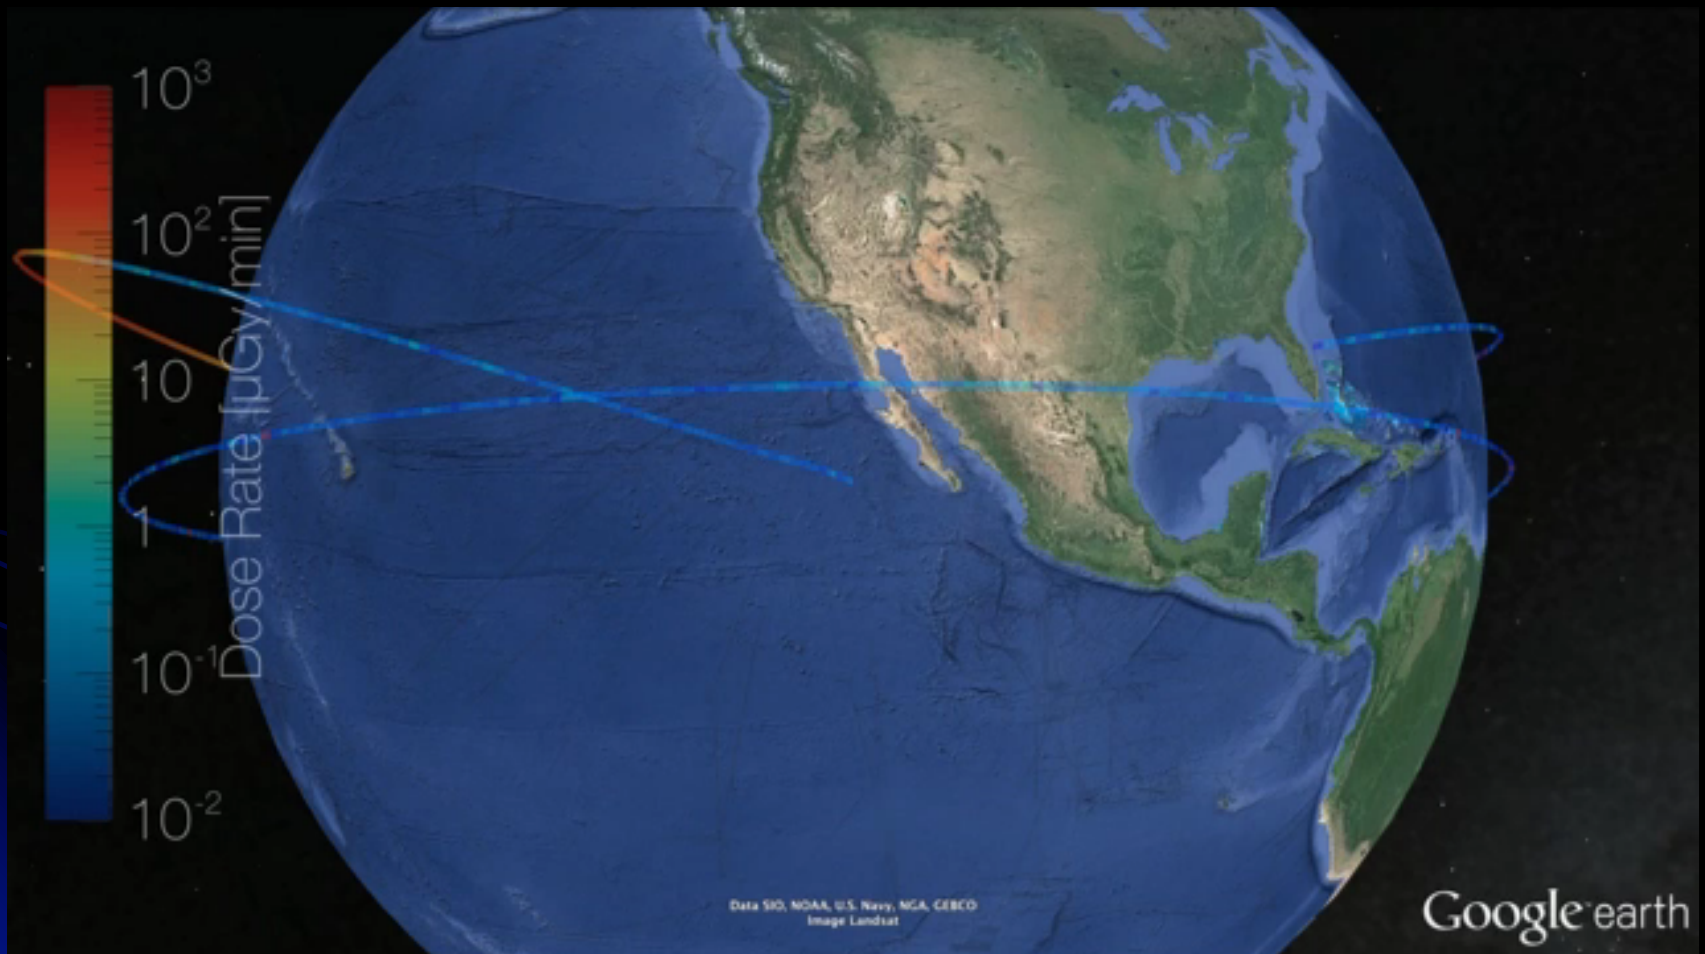 10³
10²
10
1
10⁻¹
10⁻²
Dose Rate [µGy/min]
Data SIO, NOAA, U.S. Navy, NGA, GEBCO
Image Landsat
Google earth